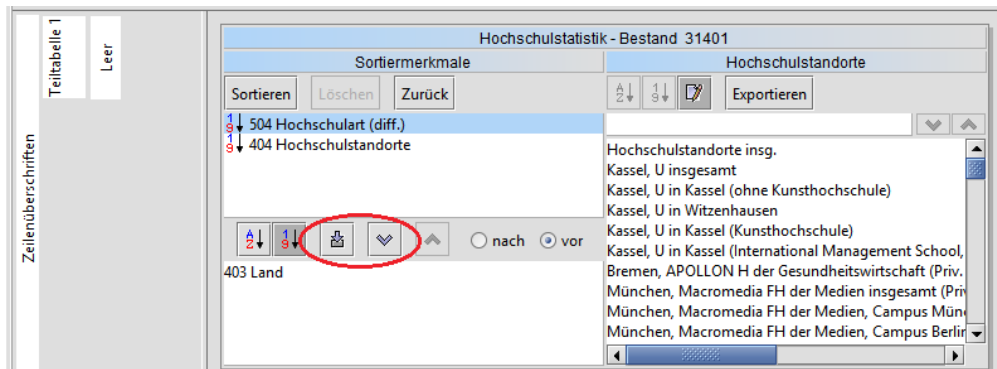 Zeilenüberschriften
Teiltabelle 1
Leer
Hochschulstatistik - Bestand 31401
Sortiermerkmale
Hochschulstandorte
Sortieren
Löschen
Zurück
Exportieren
504 Hochschulart (diff.)
404 Hochschulstandorte
nach
vor
403 Land
Hochschulstandorte insg.
Kassel, U insgesamt
Kassel, U in Kassel (ohne Kunsthochschule)
Kassel, U in Witzenhausen
Kassel, U in Kassel (Kunsthochschule)
Kassel, U in Kassel (International Management School,
Bremen, APOLLON H der Gesundheitswirtschaft (Priv.
München, Macromedia FH der Medien insgesamt (Priv
München, Macromedia FH der Medien, Campus Mün
München, Macromedia FH der Medien, Campus Berlin